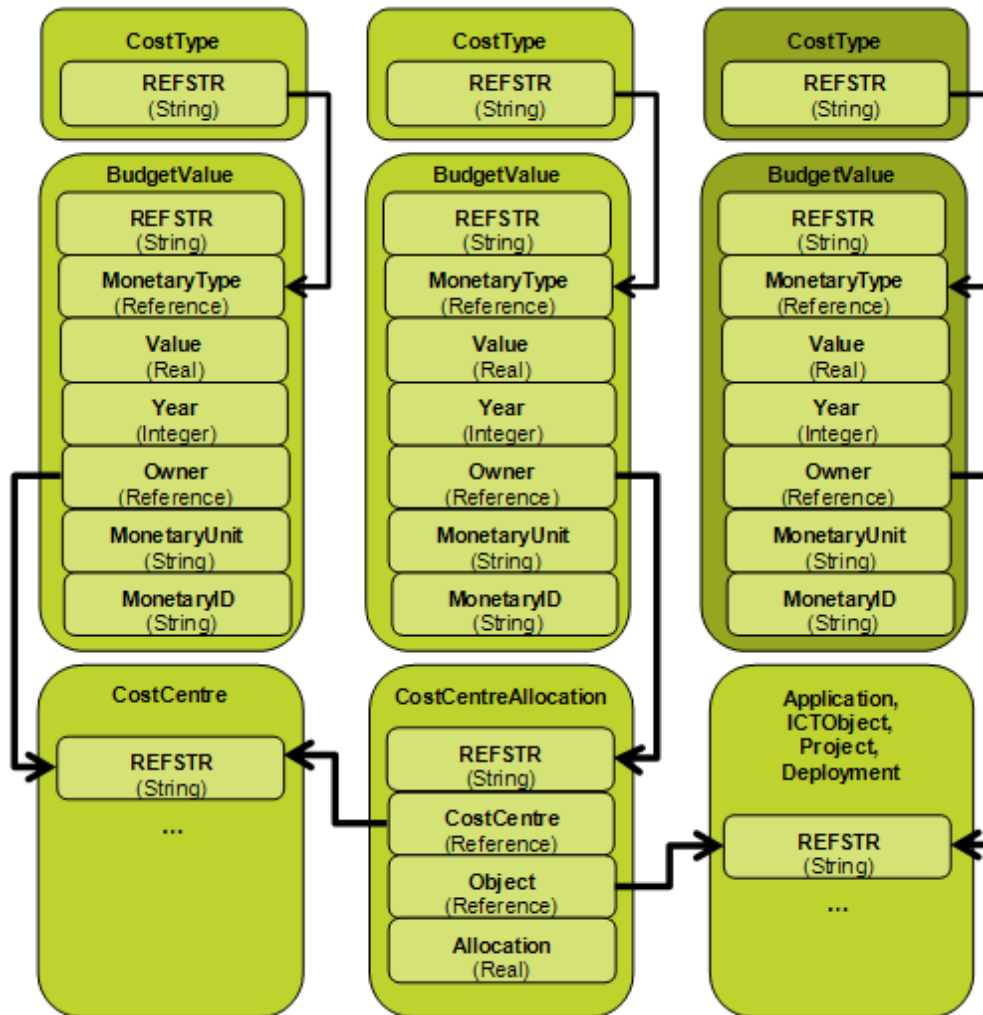 CostType
REFSTR
(String)
CostType
REFSTR
(String)
CostType
REFSTR
(String)
BudgetValue
REFSTR
(String)
MonetaryType
(Reference)
Value
(Real)
Year
(Integer)
Owner
(Reference)
MonetaryUnit
(String)
MonetaryID
(String)
BudgetValue
REFSTR
(String)
MonetaryType
(Reference)
Value
(Real)
Year
(Integer)
Owner
(Reference)
MonetaryUnit
(String)
MonetaryID
(String)
BudgetValue
REFSTR
(String)
MonetaryType
(Reference)
Value
(Real)
Year
(Integer)
Owner
(Reference)
MonetaryUnit
(String)
MonetaryID
(String)
CostCentre
REFSTR
(String)
...
CostCentreAllocation
REFSTR
(String)
CostCentre
(Reference)
Object
(Reference)
Allocation
(Real)
Application,
ICTObject,
Project,
Deployment
REFSTR
(String)
...